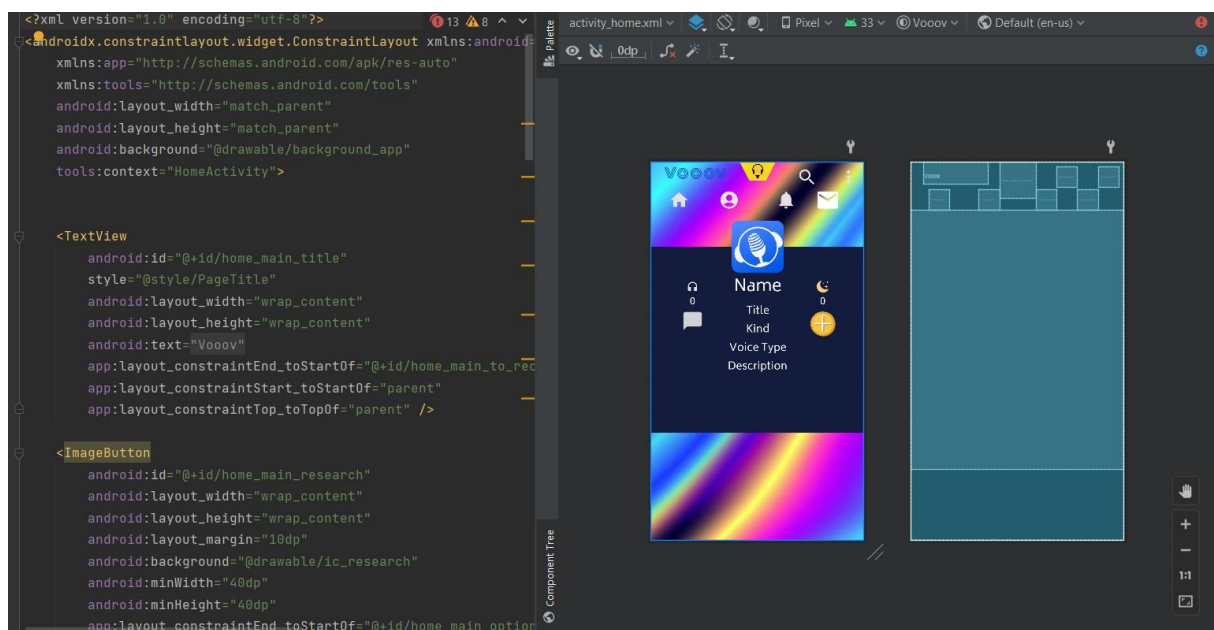 <?xml version="1.0" encoding="utf-8"?>
13 8
<androidx.constraintlayout.widget.ConstraintLayout xmlns:android=
xmlns:app="http://schemas.android.com/apk/res-auto"
xmlns:tools="http://schemas.android.com/tools"
android:layout_width="match_parent"
android:layout_height="match_parent"
android:background="@drawable/background_app"
tools:context="HomeActivity">
<TextView
android:id="@+id/home_main_title"
style="@style/PageTitle"
android:layout_width="wrap_content"
android:layout_height="wrap_content"
android:text="Vooov"
app:layout_constraintEnd_toStartOf="@+id/home_main_to_rec
app:layout_constraintStart_toStartOf="parent"
app:layout_constraintTop_toTopOf="parent" />
<ImageButton
android:id="@+id/home_main_research"
android:layout_width="wrap_content"
android:layout_height="wrap_content"
android:layout_margin="10dp"
android:background="@drawable/ic_research"
android:minWidth="40dp"
android:minHeight="40dp"
app:layout_constraintEnd_toStartOf="@+id/home_main_option
Palette
Component Tree
activity_home.xml Pixel 33 Vooov Default (en-us)
0dp
Vooov
Name
0 0
Title
Kind
Voice Type
Description
Vooov
1:1